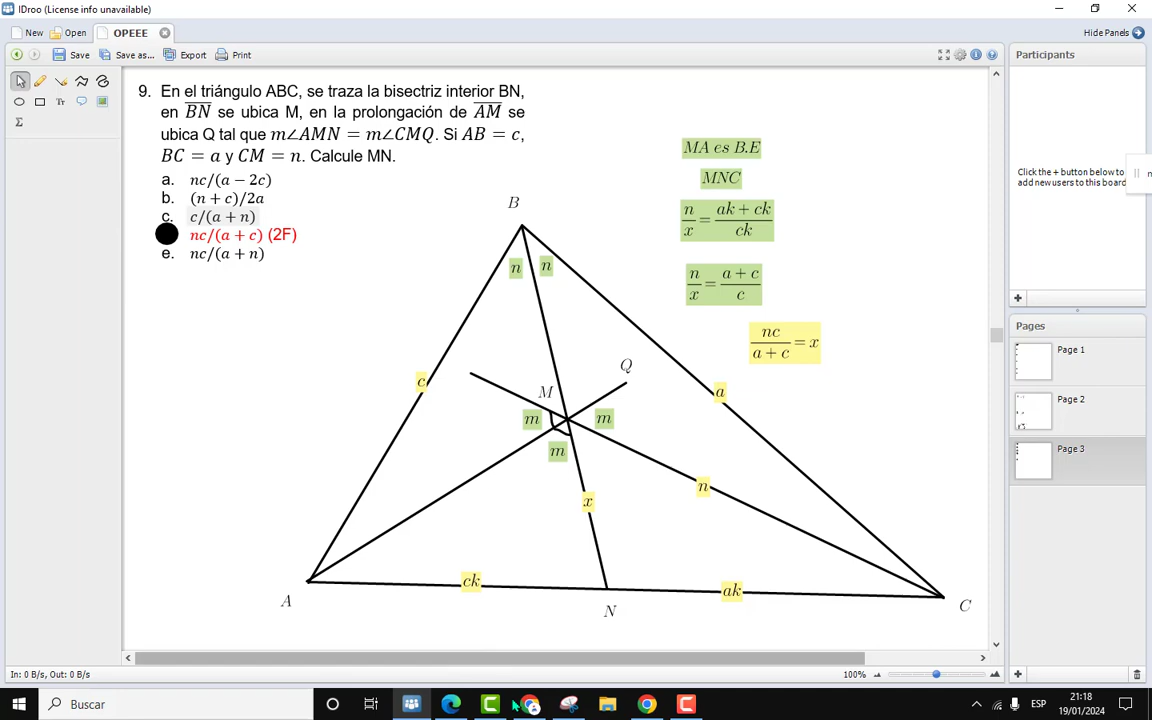 IDroo (License info unavailable)
New
Open
OPEEE
Hide Panels
Save
Save as...
Export
Print
Participants
Click the + button below to
add new users to this board
n
Tr
Σ
9. En el triángulo ABC, se traza la bisectriz interior BN,
en BN se ubica M, en la prolongación de AM se
ubica Q tal que m∠AMN = m∠CMQ. Si AB = c,
BC = a y CM = n. Calcule MN.
a. nc/(a − 2c)
b. (n + c)/2a
c. c/(a + n)
nc/(a + c) (2F)
e. nc/(a + n)
MA es B.E
MNC
n/x = (ak + ck)/ck
n/x = (a + c)/c
nc/(a + c) = x
B
n
n
c
Q
M
a
m
m
m
n
x
ck
ak
A
N
C
Pages
Page 1
Page 2
Page 3
In: 0 B/s, Out: 0 B/s
100%
Buscar
ESP
21:18
19/01/2024